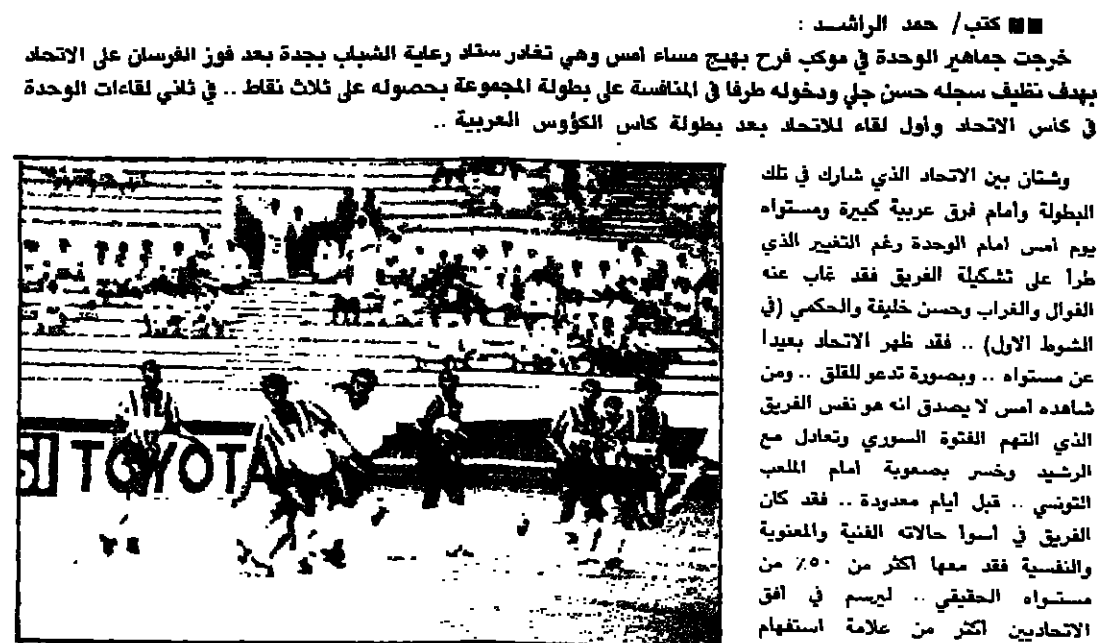 كتب/ حمد الراشــد :
خرجت جماهير الوحدة في موكب فرح بهيج مساء امس وهي تغادر ستاد رعاية الشباب بجدة بعد فوز الفرسان على الاتحاد
بهدف نظيف سجله حسن جلي ودخوله طرفا في المنافسة على بطولة المجموعة بحصوله على ثلاث نقاط .. في ثاني لقاءات الوحدة
في كاس الاتحاد وأول لقاء للاتحاد بعد بطولة كاس الكؤوس العربية ..
وشتان بين الاتحاد الذي شارك في تلك
البطولة وأمام فرق عربية كبيرة ومستواه
يوم امس امام الوحدة رغم التغيير الذي
طرأ على تشكيلة الفريق فقد غاب عنه
الفوال والغراب وحسن خليفة والحكمي (في
الشوط الاول) .. فقد ظهر الاتحاد بعيدا
عن مستواه .. وبصورة تدعو للقلق .. ومن
شاهده امس لا يصدق انه هو نفس الفريق
الذي التهم الفتوة السوري وتعادل مع
الرشيد وخسر بصعوبة امام الملعب
التونسي .. قبل أيام معدودة .. فقد كان
الفريق في أسوأ حالاته الفنية والمعنوية
والنفسية فقد معها اكثر من ٥٠٪ من
مستــواه الحقيقي .. ليرسم في أفق
الاتحاديين اكثر من علامة استفهام
TOYOTA